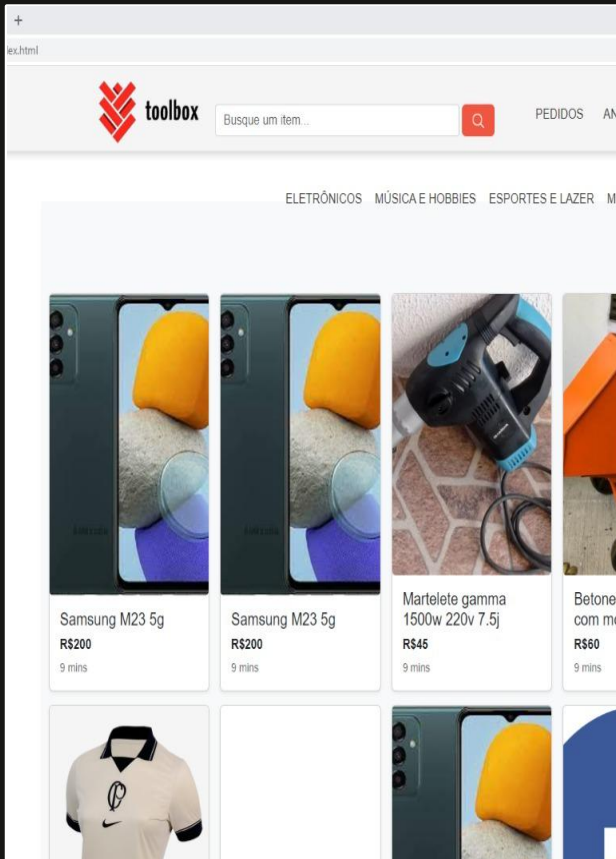 +
ex.html
toolbox
Busque um item...
PEDIDOS
ELETRÔNICOS MÚSICA E HOBBIES ESPORTES E LAZER
Samsung M23 5g
R$200
9 mins
Samsung M23 5g
R$200
9 mins
Martelete gamma
1500w 220v 7.5j
R$45
9 mins
Betone
com mo
R$60
9 mins